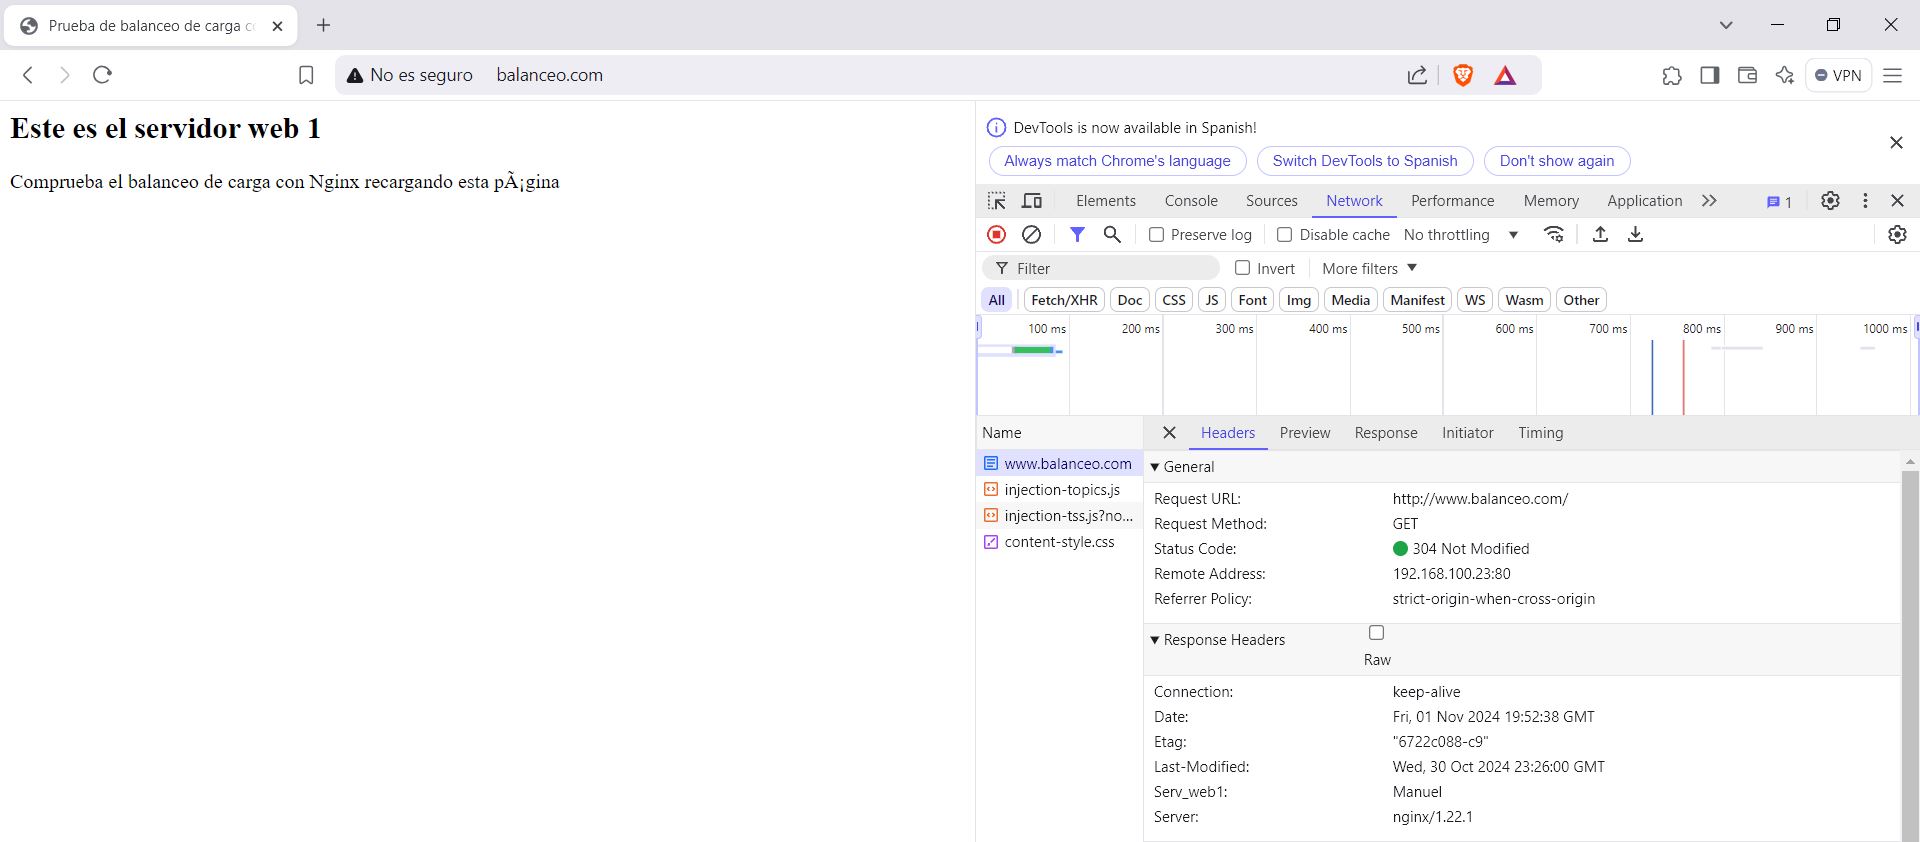 Prueba de balanceo de carga c
No es seguro balanceo.com
VPN
Este es el servidor web 1
Comprueba el balanceo de carga con Nginx recargando esta pÃ¡gina
DevTools is now available in Spanish!
Always match Chrome's language Switch DevTools to Spanish Don't show again
Elements Console Sources Network Performance Memory Application 1
Preserve log Disable cache No throttling
Filter Invert More filters
All Fetch/XHR Doc CSS JS Font Img Media Manifest WS Wasm Other
100 ms 200 ms 300 ms 400 ms 500 ms 600 ms 700 ms 800 ms 900 ms 1000 ms
Name
www.balanceo.com
injection-topics.js
injection-tss.js?no...
content-style.css
Headers Preview Response Initiator Timing
General
Request URL: http://www.balanceo.com/
Request Method: GET
Status Code: 304 Not Modified
Remote Address: 192.168.100.23:80
Referrer Policy: strict-origin-when-cross-origin
Response Headers
Raw
Connection: keep-alive
Date: Fri, 01 Nov 2024 19:52:38 GMT
Etag: "6722c088-c9"
Last-Modified: Wed, 30 Oct 2024 23:26:00 GMT
Serv_web1: Manuel
Server: nginx/1.22.1